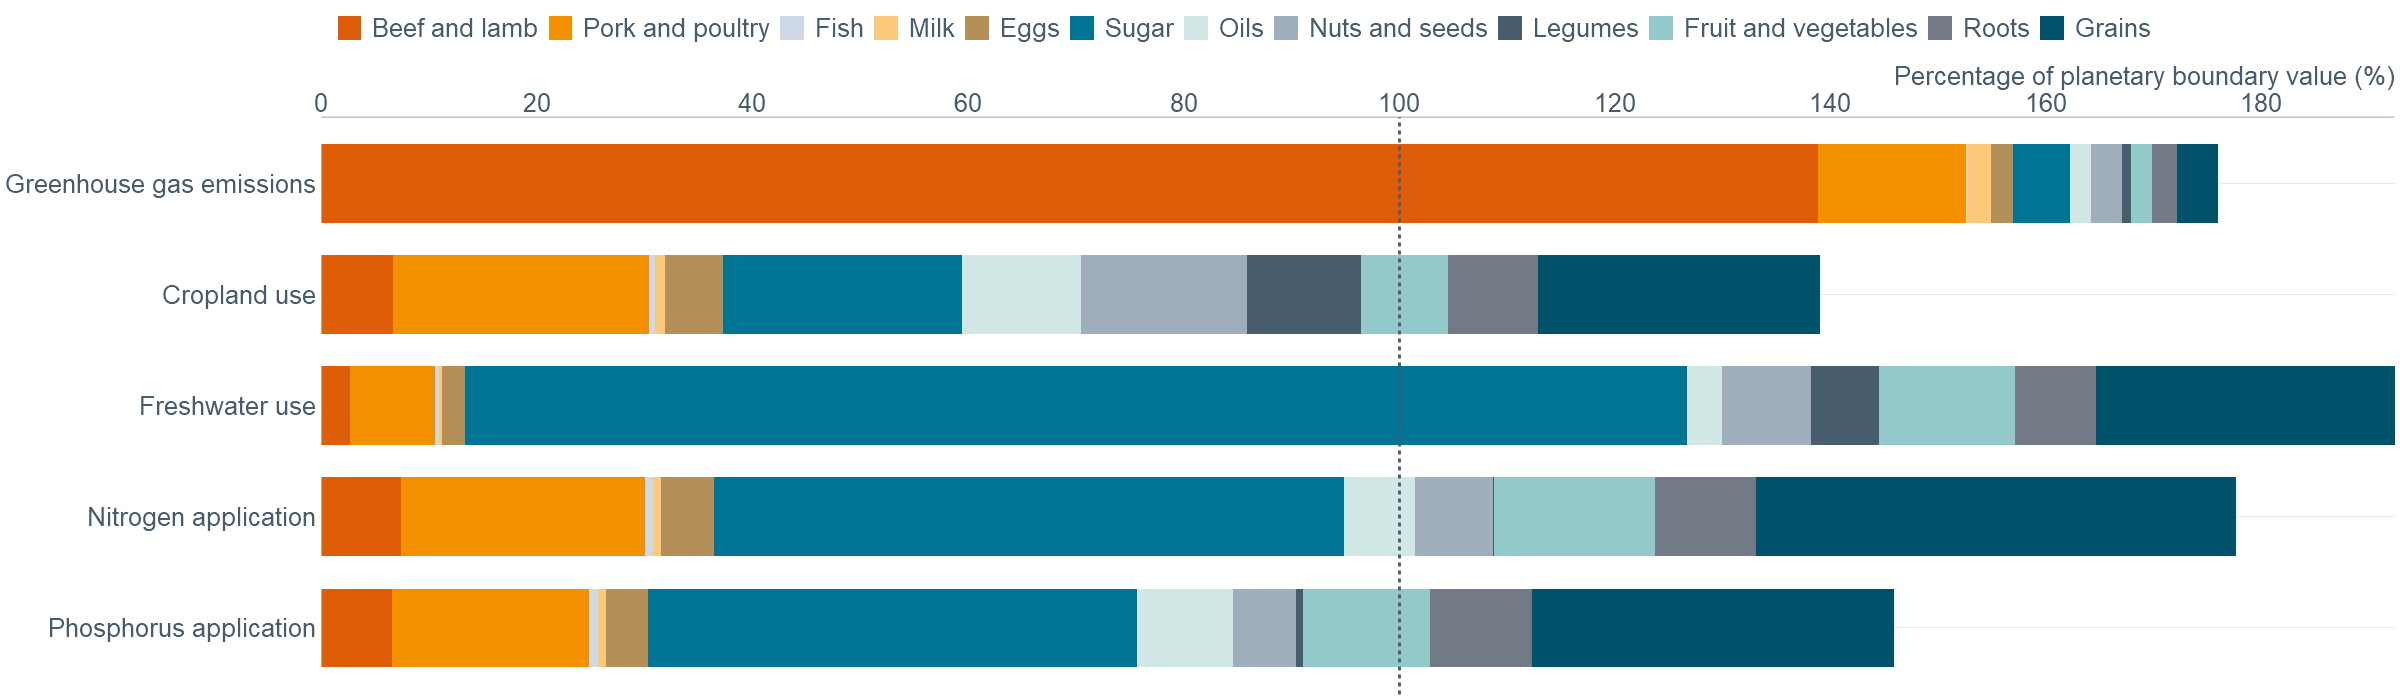 Beef and lamb Pork and poultry Fish Milk Eggs Sugar Oils Nuts and seeds Legumes Fruit and vegetables Roots Grains
Percentage of planetary boundary value (%)
0 20 40 60 80 100 120 140 160 180
Greenhouse gas emissions
Cropland use
Freshwater use
Nitrogen application
Phosphorus application